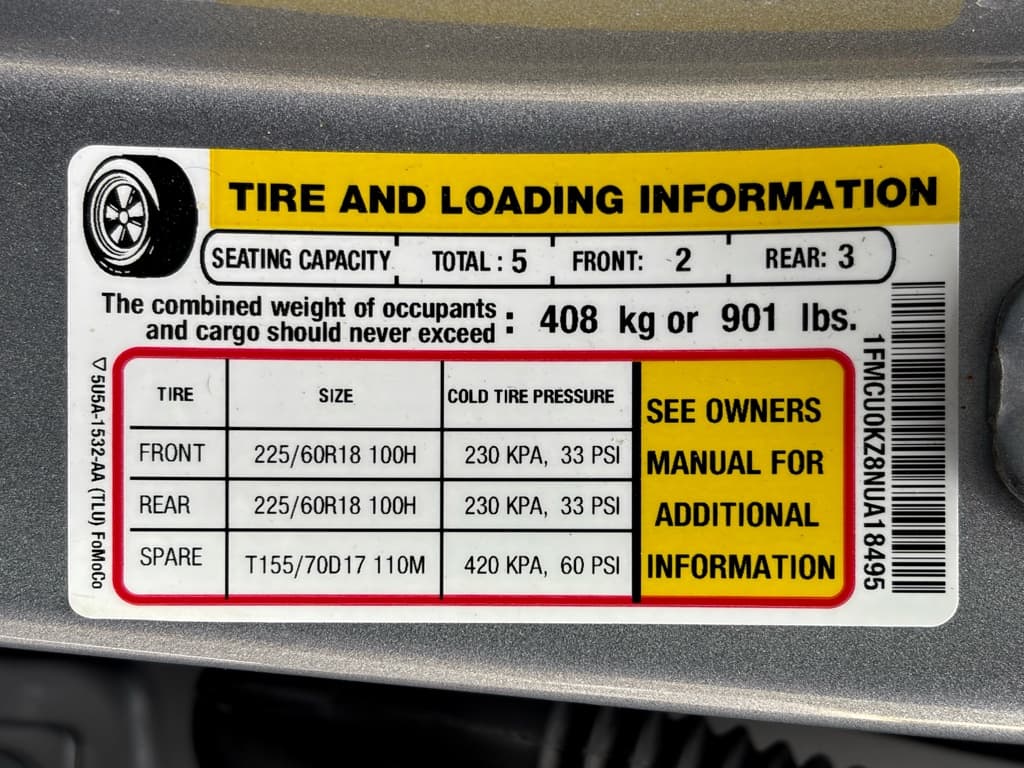 TIRE AND LOADING INFORMATION
SEATING CAPACITY TOTAL : 5 FRONT: 2 REAR: 3
The combined weight of occupants
and cargo should never exceed : 408 kg or 901 lbs.
TIRE SIZE COLD TIRE PRESSURE
FRONT 225/60R18 100H 230 KPA, 33 PSI
REAR 225/60R18 100H 230 KPA, 33 PSI
SPARE T155/70D17 110M 420 KPA, 60 PSI
SEE OWNERS
MANUAL FOR
ADDITIONAL
INFORMATION
5U5A-1532-AA (TLU) FoMoCo
1FMCU0KZ8NUA18495